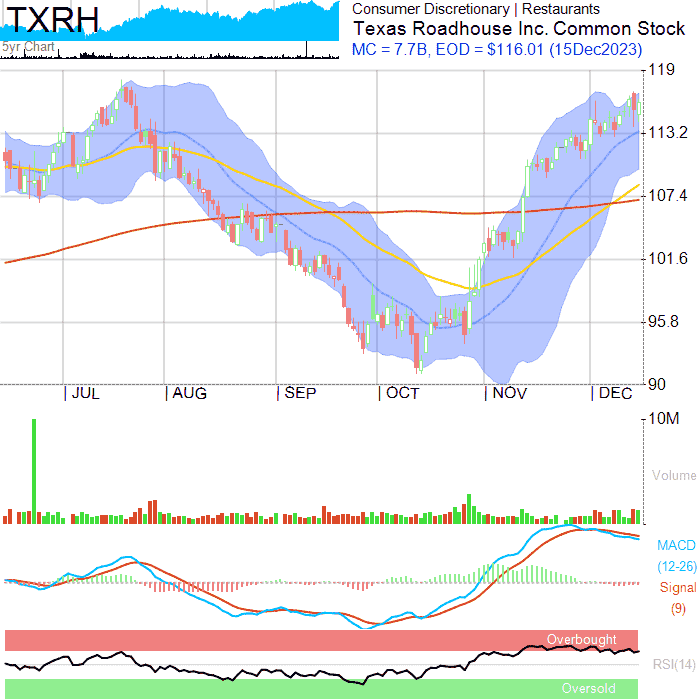 TXRH
5yr Chart
Consumer Discretionary | Restaurants
Texas Roadhouse Inc. Common Stock
MC = 7.7B, EOD = $116.01 (15Dec2023)
119
113.2
107.4
101.6
95.8
90
JUL AUG SEP OCT NOV DEC
10M
Volume
MACD
(12-26)
Signal
(9)
Overbought
RSI(14)
Oversold